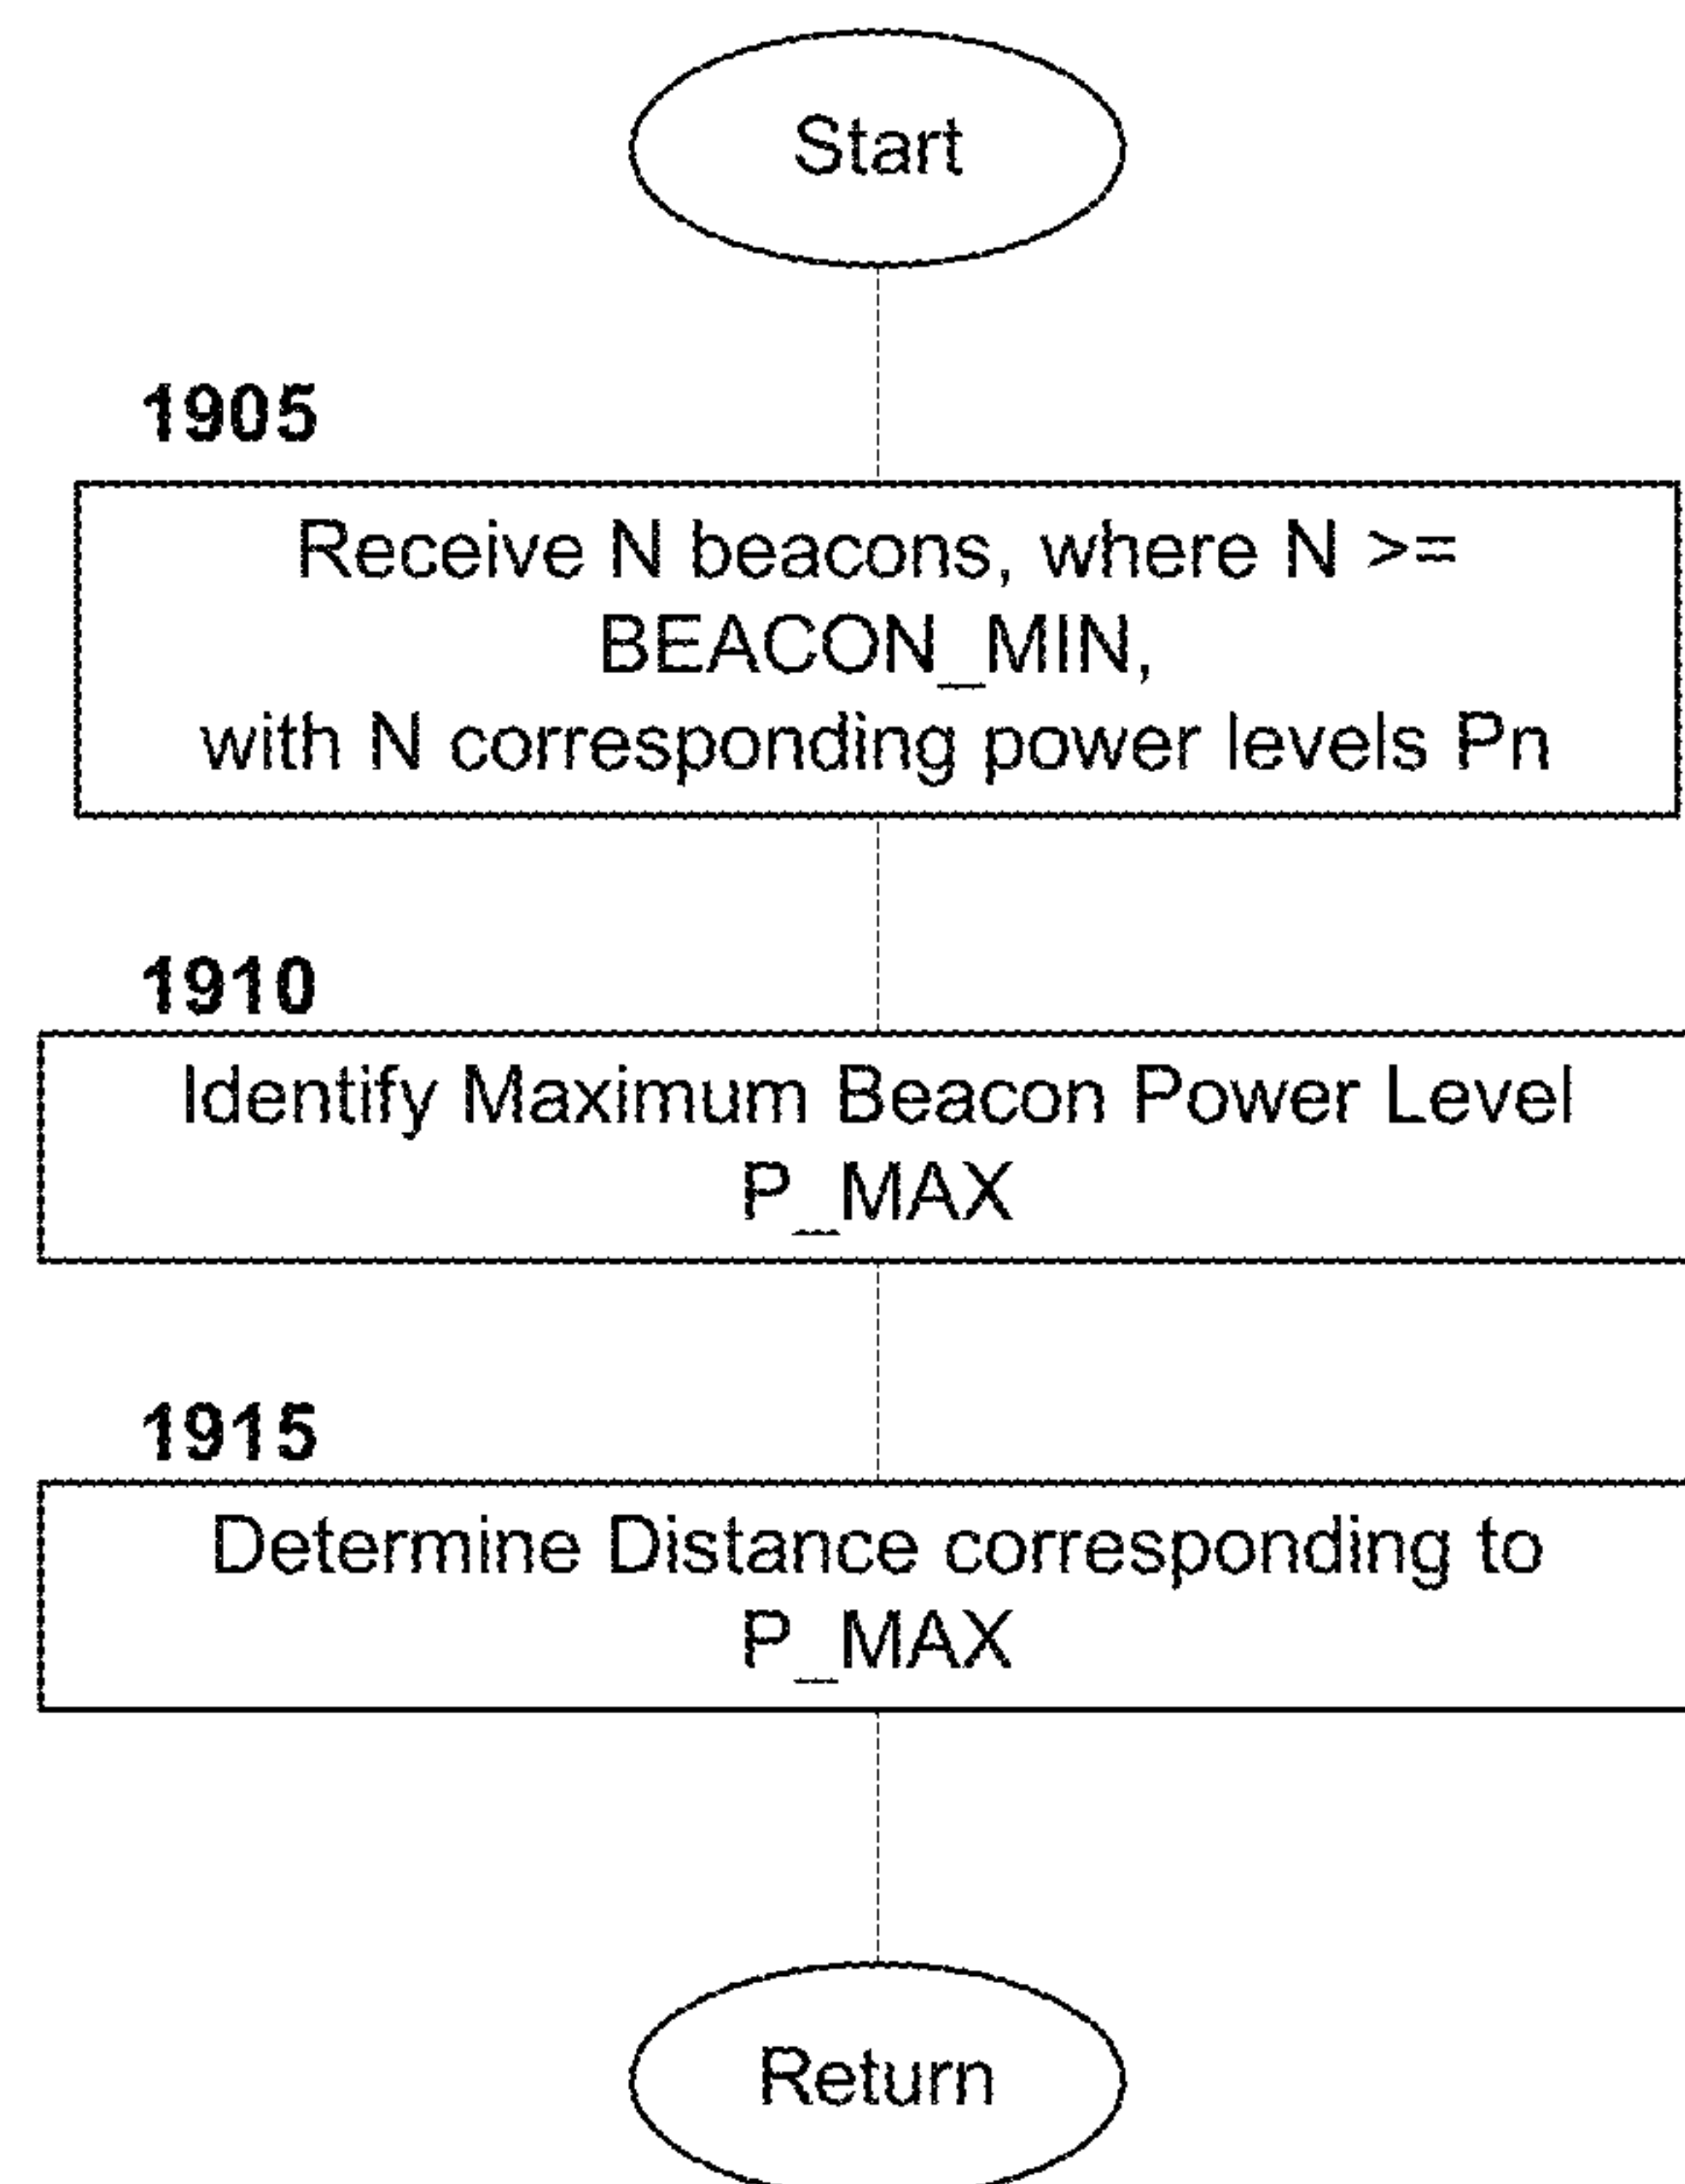 Start
1905
Receive N beacons, where N >=
BEACON_MIN,
with N corresponding power levels Pn
1910
Identify Maximum Beacon Power Level
P_MAX
1915
Determine Distance corresponding to
P_MAX
Return